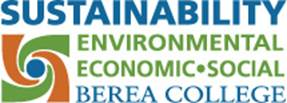 SUSTAINABILITY
ENVIRONMENTAL
ECONOMIC•SOCIAL
BEREA COLLEGE